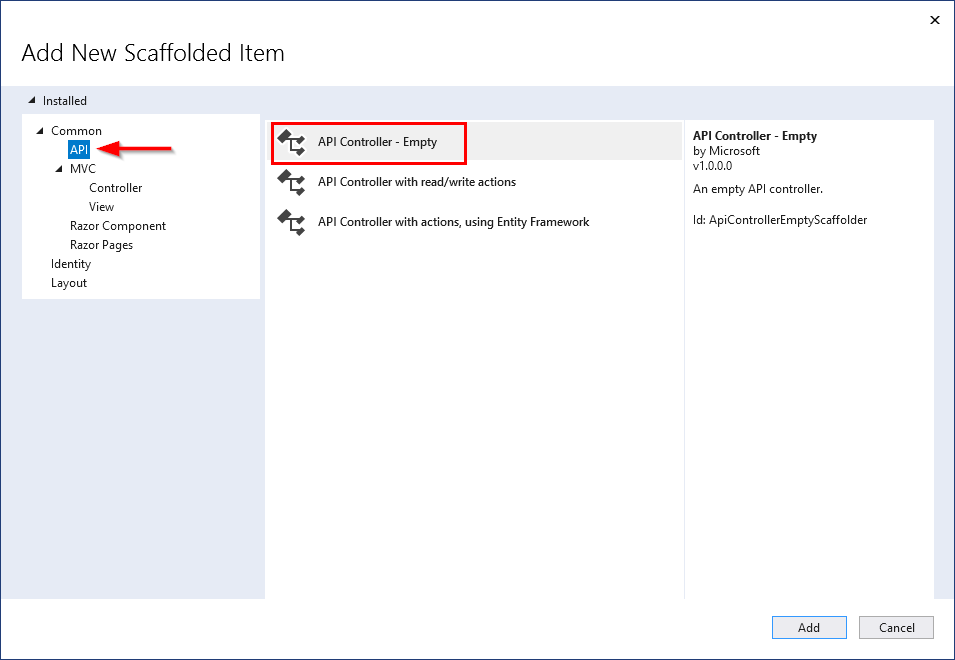 Add New Scaffolded Item
Installed
Common
API
MVC
Controller
View
Razor Component
Razor Pages
Identity
Layout
API Controller - Empty
API Controller with read/write actions
API Controller with actions, using Entity Framework
API Controller - Empty
by Microsoft
v1.0.0.0
An empty API controller.
Id: ApiControllerEmptyScaffolder
Add
Cancel